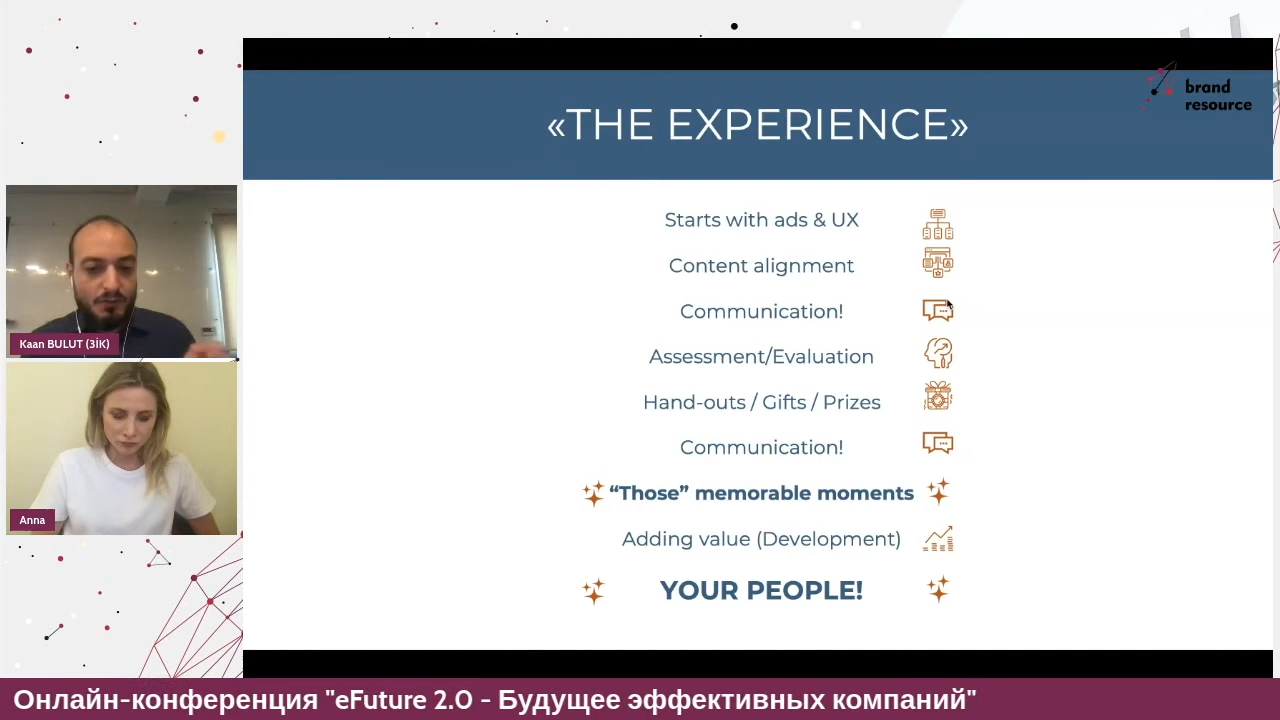 brand
resource
«THE EXPERIENCE»
Starts with ads & UX
Content alignment
Communication!
Assessment/Evaluation
Hand-outs / Gifts / Prizes
Communication!
“Those” memorable moments
Adding value (Development)
YOUR PEOPLE!
Kaan BULUT (3İK)
Anna
Онлайн-конференция "eFuture 2.0 - Будущее эффективных компаний"